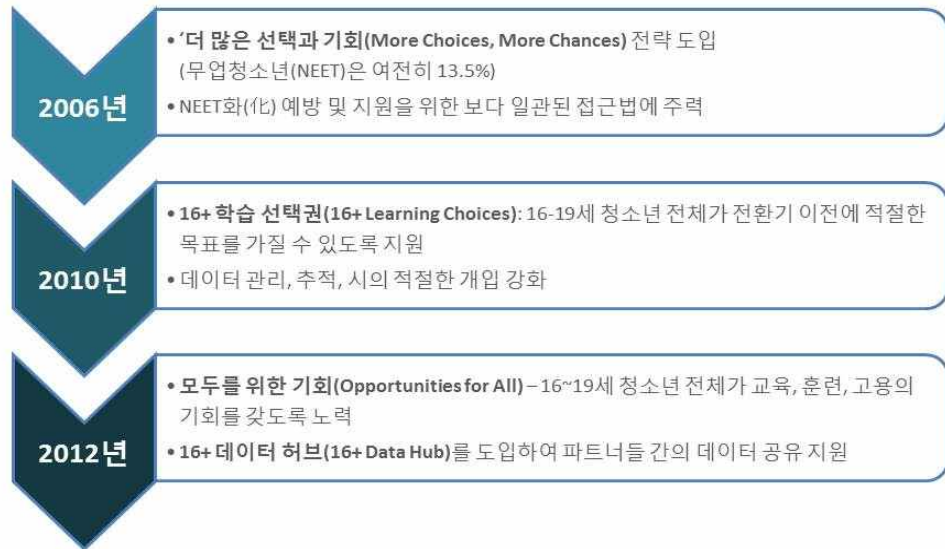 2006년
• ‘더 많은 선택과 기회(More Choices, More Chances) 전략 도입
(무업청소년(NEET)은 여전히 13.5%)
• NEET화(化) 예방 및 지원을 위한 보다 일관된 접근법에 주력
2010년
• 16+ 학습 선택권(16+ Learning Choices): 16-19세 청소년 전체가 전환기 이전에 적절한
목표를 가질 수 있도록 지원
• 데이터 관리, 추적, 시의 적절한 개입 강화
2012년
• 모두를 위한 기회(Opportunities for All) – 16~19세 청소년 전체가 교육, 훈련, 고용의
기회를 갖도록 노력
• 16+ 데이터 허브(16+ Data Hub)를 도입하여 파트너들 간의 데이터 공유 지원